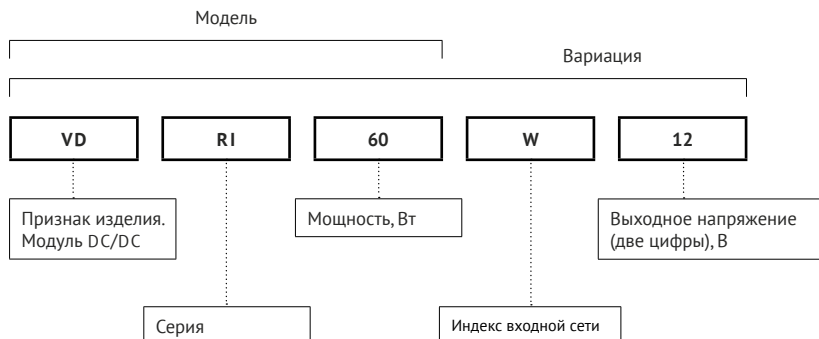 Модель
Вариация
VD RI 60 W 12
Признак изделия.
Модуль DC/DC
Мощность, Вт
Выходное напряжение
(две цифры), В
Серия
Индекс входной сети